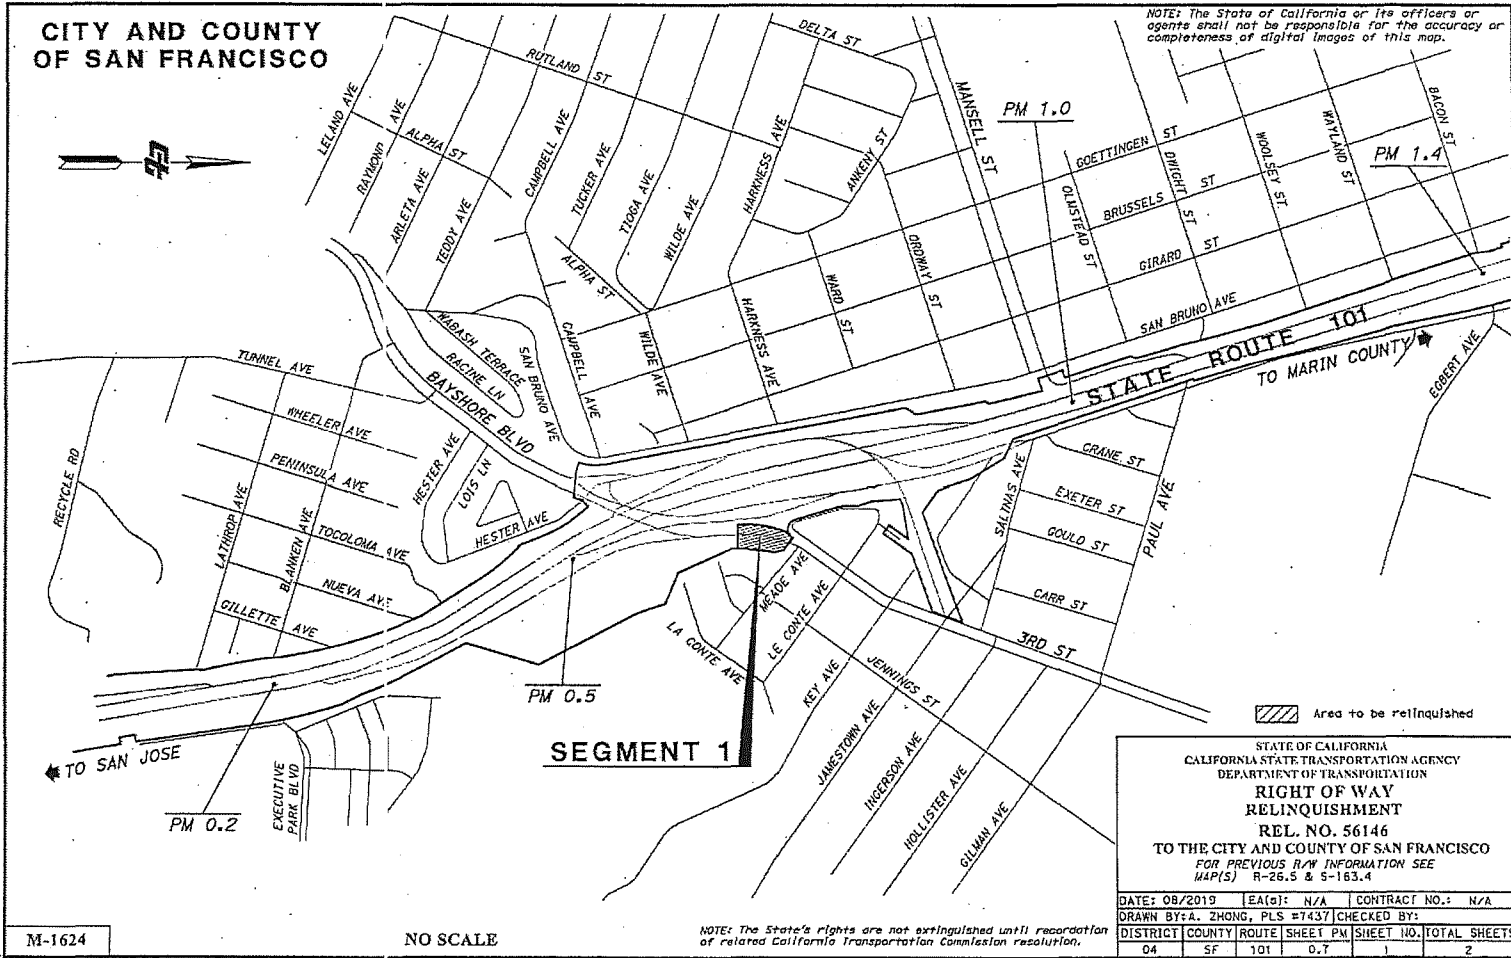 CITY AND COUNTY
OF SAN FRANCISCO
NOTE: The State of California or its officers or
agents shall not be responsible for the accuracy or
completeness of digital images of this map.
DELTA ST
RUTLAND ST
LELAND AVE
RAYMOND AVE
ALPHA ST
ARLETA AVE
TEDDY AVE
CAMPBELL AVE
TUCKER AVE
TIOGA AVE
WILDE AVE
HARKNESS AVE
ANKENY ST
MANSELL ST
PM 1.0
GOETTINGEN ST
DWIGHT ST
WOOLSEY ST
WAYLAND ST
BACON ST
PM 1.4
OLMSTEAD ST
BRUSSELS ST
GIRARD ST
ORDWAY ST
WARD ST
ALPHA ST
HARKNESS AVE
WILDE AVE
CAMPBELL AVE
SAN BRUNO AVE
STATE ROUTE 101
TO MARIN COUNTY
EGBERT AVE
WABASH TERRACE
RACINE LN
SAN BRUNO AVE
BAYSHORE BLVD
TUNNEL AVE
WHEELER AVE
PENINSULA AVE
HESTER AVE
LOIS LN
HESTER AVE
RECYCLE RD
LATHROP AVE
BLANKEN AVE
TOCOLOMA AVE
NUEVA AVE
GILLETTE AVE
CRANE ST
SALINAS AVE
EXETER ST
GOULD ST
PAUL AVE
CARR ST
3RD ST
MEADE AVE
LE CONTE AVE
LA CONTE AVE
KEY AVE
JENNINGS ST
JAMESTOWN AVE
INGERSON AVE
HOLLISTER AVE
GILMAN AVE
PM 0.5
SEGMENT 1
TO SAN JOSE
PM 0.2
EXECUTIVE
PARK BLVD
Area to be relinquished
STATE OF CALIFORNIA
CALIFORNIA STATE TRANSPORTATION AGENCY
DEPARTMENT OF TRANSPORTATION
RIGHT OF WAY
RELINQUISHMENT
REL. NO. 56146
TO THE CITY AND COUNTY OF SAN FRANCISCO
FOR PREVIOUS R/W INFORMATION SEE
MAP(S) R-26.5 & S-163.4
DATE: 08/2019 EA(s): N/A CONTRACT NO.: N/A
DRAWN BY: A. ZHONG, PLS #7437 CHECKED BY:
DISTRICT COUNTY ROUTE SHEET PM SHEET NO. TOTAL SHEETS
04 SF 101 0.7 1 2
M-1624
NO SCALE
NOTE: The State's rights are not extinguished until recordation
of related California Transportation Commission resolution.